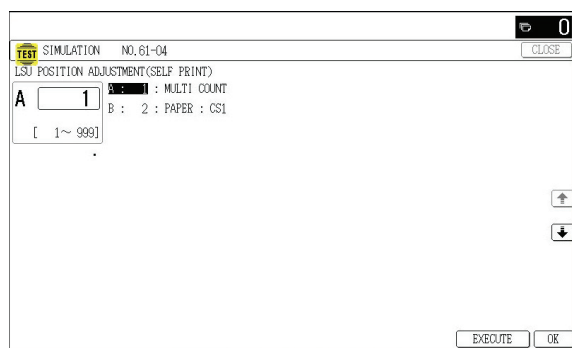 0
TEST SIMULATION NO.61-04 CLOSE
LSU POSITION ADJUSTMENT(SELF PRINT)
A 1 A : 1 : MULTI COUNT
B : 2 : PAPER : CS1
[ 1~ 999]
EXECUTE OK